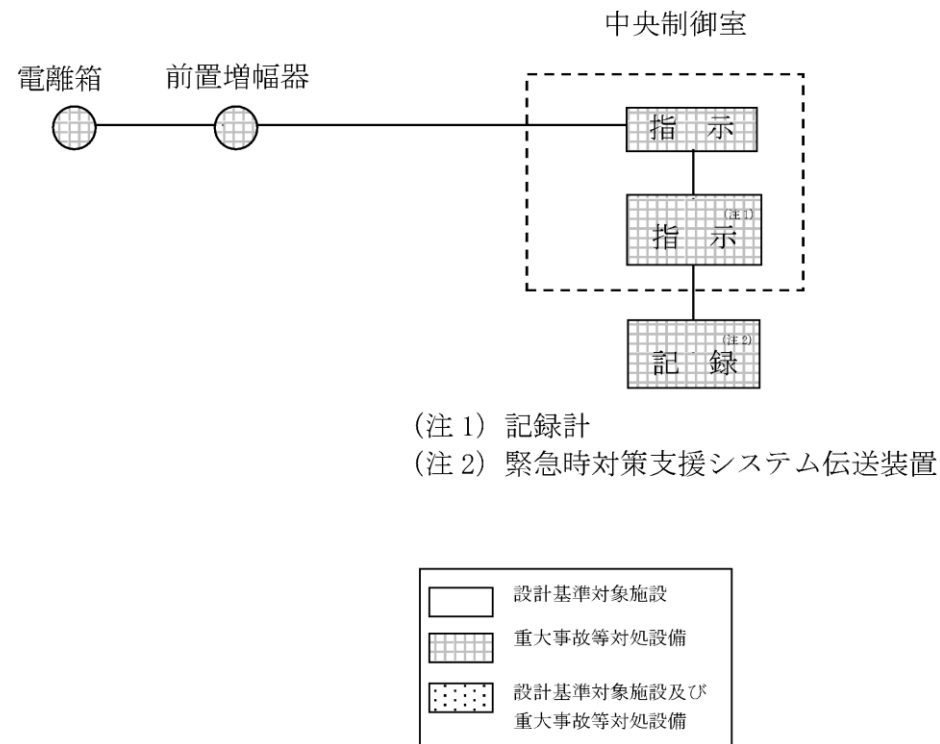 中央制御室
電離箱
前置増幅器
指 示
指 示 (注1)
記 録 (注2)
(注 1) 記録計
(注 2) 緊急時対策支援システム伝送装置
設計基準対象施設
重大事故等対処設備
設計基準対象施設及び
重大事故等対処設備